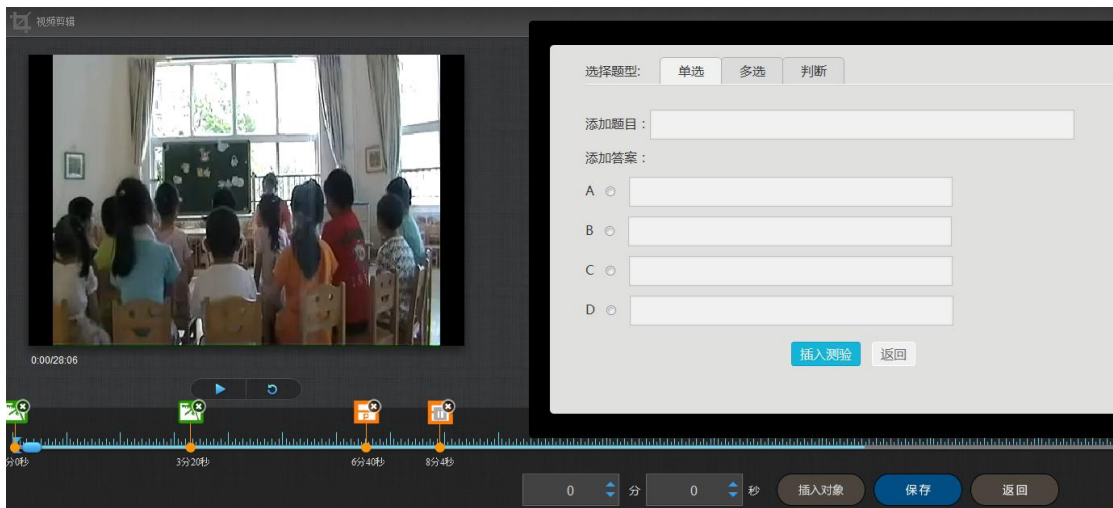 视频剪辑
选择题型: 单选 多选 判断
添加题目：
添加答案：
A
B
C
D
插入测验 返回
0:00/28:06
分0秒 3分20秒 6分40秒 8分4秒
0 分 0 秒 插入对象 保存 返回